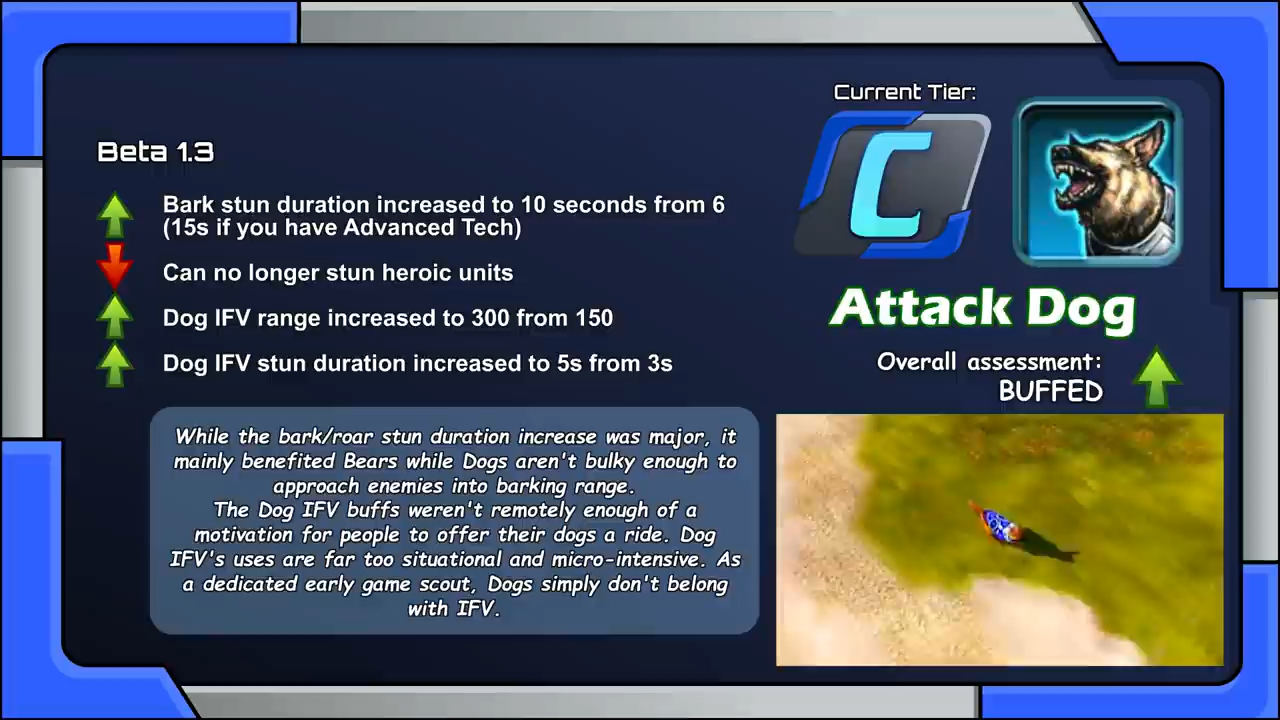 Current Tier:
C
Beta 1.3
Bark stun duration increased to 10 seconds from 6
(15s if you have Advanced Tech)
Can no longer stun heroic units
Dog IFV range increased to 300 from 150
Dog IFV stun duration increased to 5s from 3s
Attack Dog
Overall assessment:
BUFFED
While the bark/roar stun duration increase was major, it
mainly benefited Bears while Dogs aren't bulky enough to
approach enemies into barking range.
The Dog IFV buffs weren't remotely enough of a
motivation for people to offer their dogs a ride. Dog
IFV's uses are far too situational and micro-intensive. As
a dedicated early game scout, Dogs simply don't belong
with IFV.